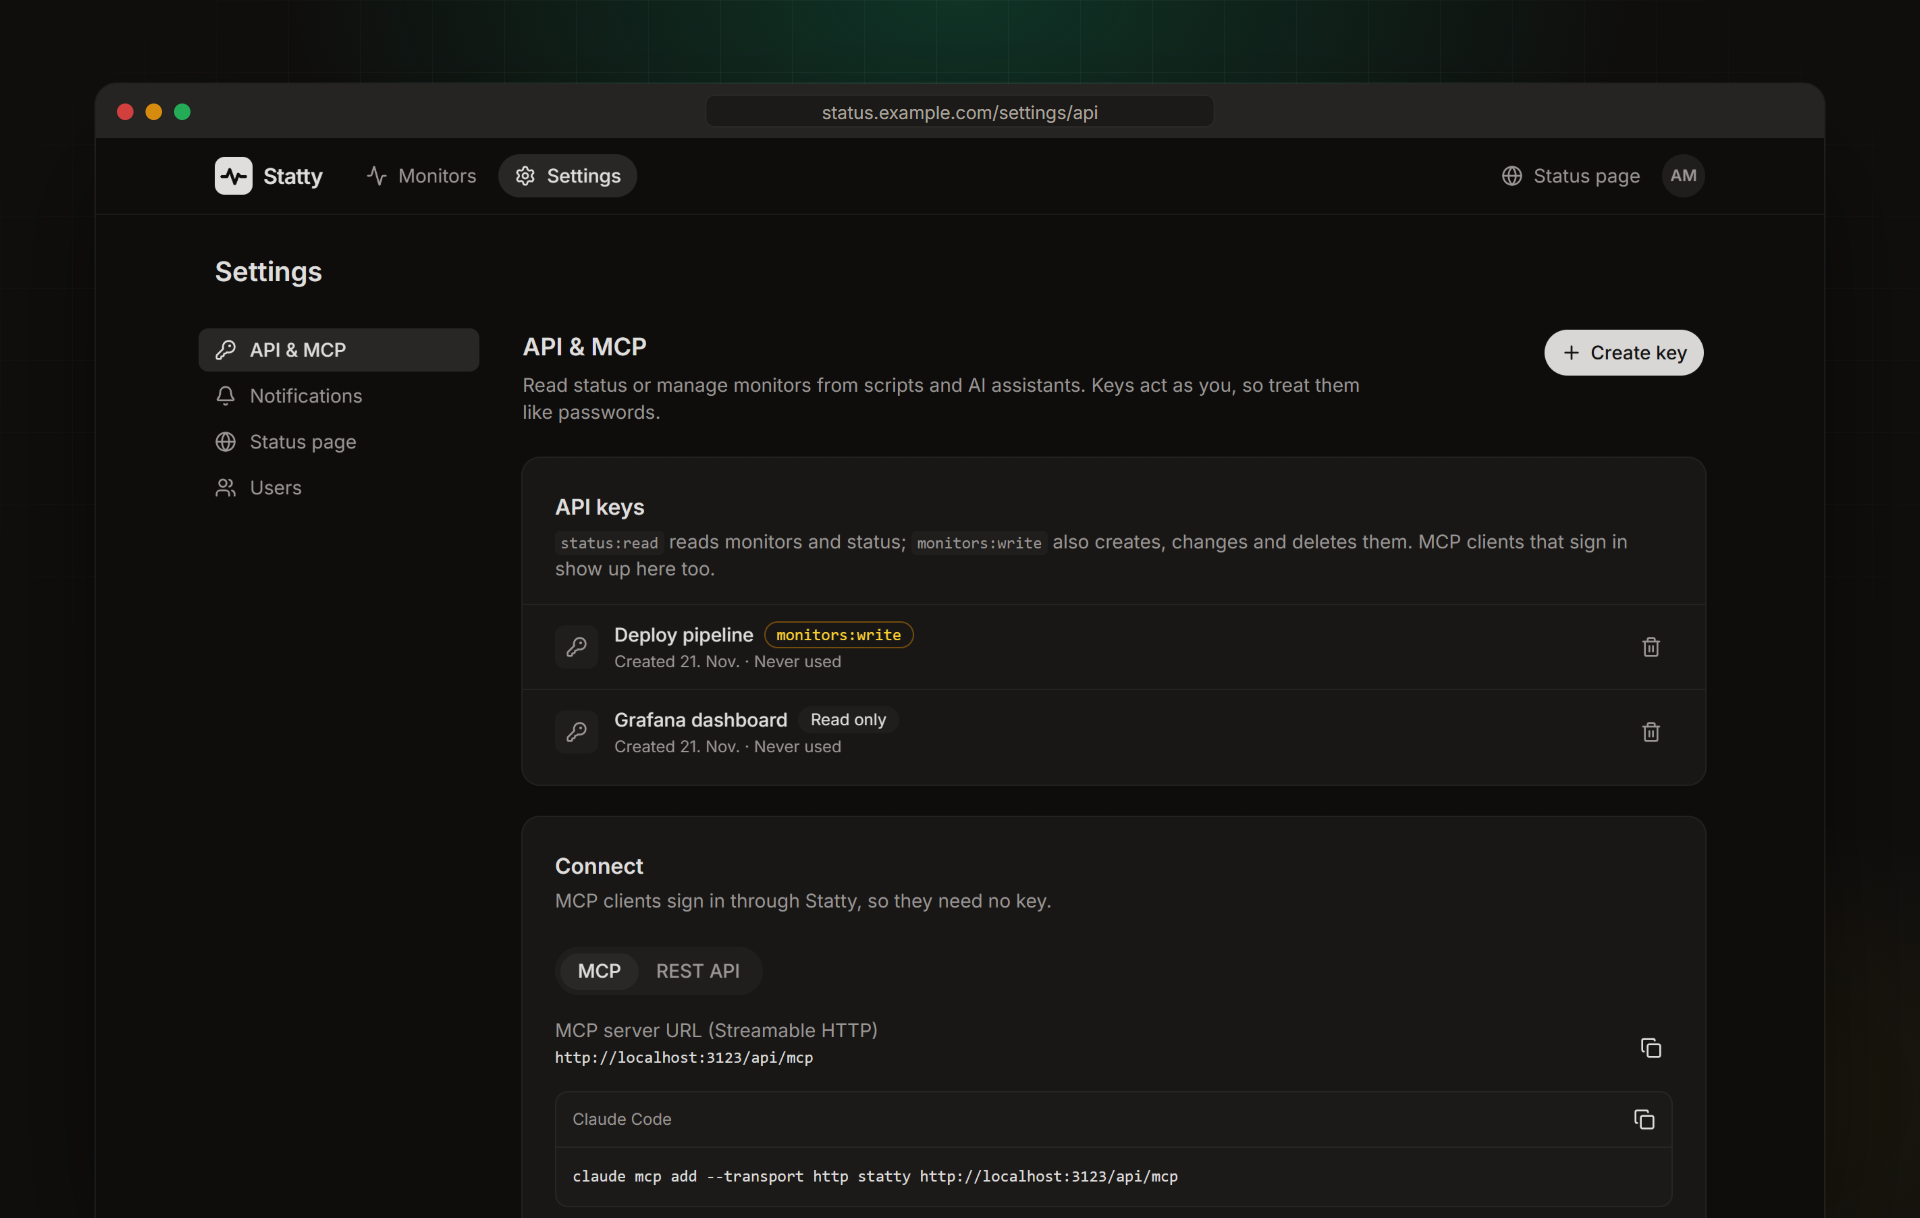 status.example.com/settings/api
Statty
Monitors
Settings
Status page
AM
Settings
API & MCP
Notifications
Status page
Users
API & MCP
Read status or manage monitors from scripts and AI assistants. Keys act as you, so treat them
like passwords.
+ Create key
API keys
status:read reads monitors and status; monitors:write also creates, changes and deletes them. MCP clients that sign in
show up here too.
Deploy pipeline monitors:write
Created 21. Nov. · Never used
Grafana dashboard Read only
Created 21. Nov. · Never used
Connect
MCP clients sign in through Statty, so they need no key.
MCP REST API
MCP server URL (Streamable HTTP)
http://localhost:3123/api/mcp
Claude Code
claude mcp add --transport http statty http://localhost:3123/api/mcp